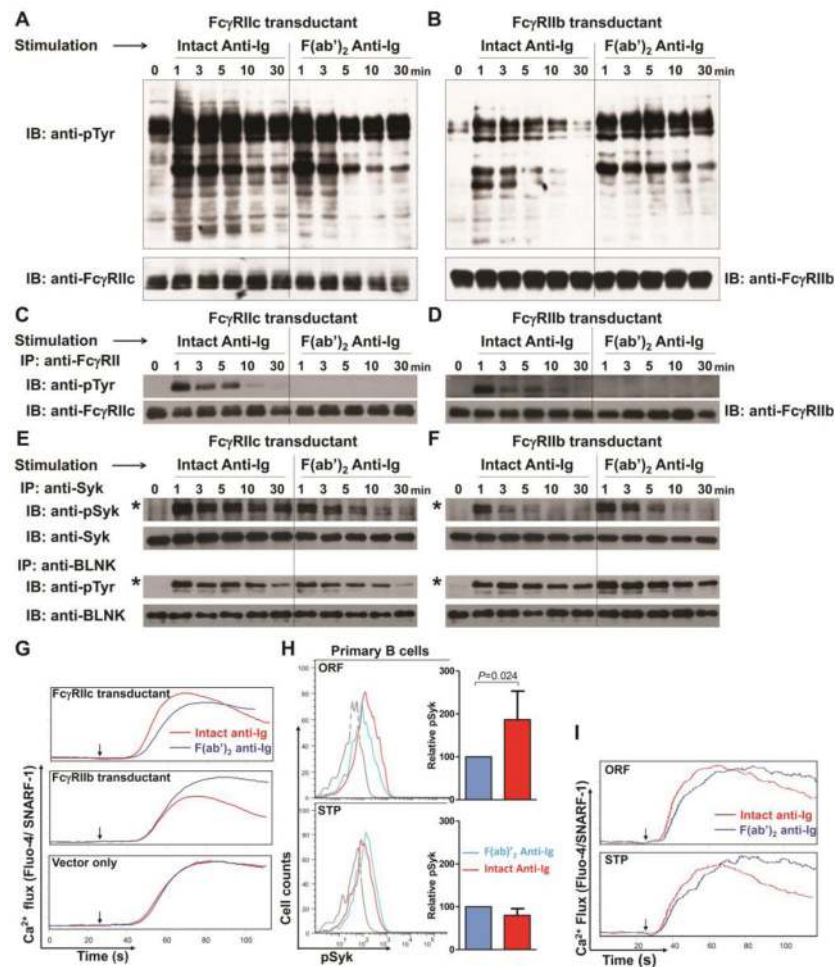 A
FcγRIIc transductant
Stimulation
Intact Anti-Ig
F(ab')₂ Anti-Ig
0 1 3 5 10 30 1 3 5 10 30 min
IB: anti-pTyr
IB: anti-FcγRIIc
B
FcγRIIb transductant
Intact Anti-Ig
F(ab')₂ Anti-Ig
0 1 3 5 10 30 1 3 5 10 30 min
IB: anti-FcγRIIb
C
FcγRIIc transductant
Stimulation
Intact Anti-Ig
F(ab')₂ Anti-Ig
IP: anti-FcγRII
0 1 3 5 10 30 1 3 5 10 30 min
IB: anti-pTyr
IB: anti-FcγRIIc
D
FcγRIIb transductant
Intact Anti-Ig
F(ab')₂ Anti-Ig
0 1 3 5 10 30 1 3 5 10 30 min
IB: anti-FcγRIIb
E
FcγRIIc transductant
Stimulation
Intact Anti-Ig
F(ab')₂ Anti-Ig
IP: anti-Syk
0 1 3 5 10 30 1 3 5 10 30 min
IB: anti-pSyk *
IB: anti-Syk
IP: anti-BLNK
IB: anti-pTyr *
IB: anti-BLNK
F
FcγRIIb transductant
Intact Anti-Ig
F(ab')₂ Anti-Ig
0 1 3 5 10 30 1 3 5 10 30 min
*
*
G
FcγRIIc transductant
Intact anti-Ig
F(ab')₂ anti-Ig
FcγRIIb transductant
Vector only
Ca²⁺ flux (Fluo-4/ SNARF-1)
0 20 40 60 80 100
Time (s)
H
Primary B cells
ORF
STP
Cell counts
pSyk
P=0.024
Relative pSyk
300
200
100
0
F(ab)'₂ Anti-Ig
Intact Anti-Ig
Relative pSyk
300
200
100
0
I
ORF
Intact anti-Ig
F(ab')₂ anti-Ig
STP
Ca²⁺ Flux (Fluo-4/SNARF-1)
0 40 60 80 100
Time (s)